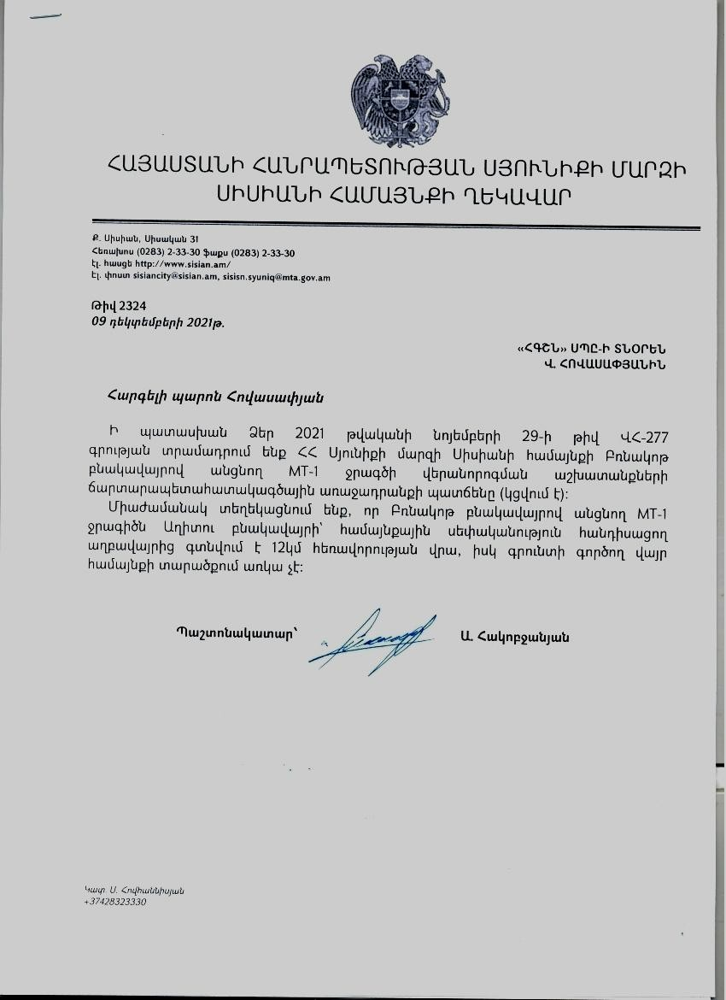 ՀԱՅԱՍՏԱՆԻ ՀԱՆՐԱՊԵՏՈՒԹՅԱՆ ՍՅՈՒՆԻՔԻ ՄԱՐԶԻ
ՍԻՍԻԱՆԻ ՀԱՄԱՅՆՔԻ ՂԵԿԱՎԱՐ
Ք. Սիսիան, Սիսական 31
Հեռախոս (0283) 2-33-30 ֆաքս (0283) 2-33-30
էլ. հասցե http://www.sisian.am/
Էլ. փոստ sisiancity@sisian.am, sisisn.syuniq@mta.gov.am
Թիվ 2324
09 դեկտեմբերի 2021թ.
«ՀԳՇՆ» ՍՊԸ-Ի ՏՆՕՐԵՆ
Վ. ՀՈՎԱՍԱՓՅԱՆԻՆ
Հարգելի պարոն Հովասափյան
Ի պատասխան Ձեր 2021 թվականի նոյեմբերի 29-ի թիվ ՎՀ-277
գրության տրամադրում ենք ՀՀ Սյունիքի մարզի Սիսիանի համայնքի Բռնակոթ
բնակավայրով անցնող МТ-1 ջրագծի վերանորոգման աշխատանքների
ճարտարապետահատակագծային առաջադրանքի պատճենը (կցվում է):
Միաժամանակ տեղեկացնում ենք, որ Բռնակոթ բնակավայրով անցնող МТ-1
ջրագիծն Աղիտու բնակավայրի՝ համայնքային սեփականություն հանդիսացող
աղբավայրից գտնվում է 12կմ հեռավորության վրա, իսկ գրունտի գործող վայր
համայնքի տարածքում առկա չէ:
Պաշտոնակատար՝
Ա. Հակոբջանյան
Կատ. Ս. Հովհաննիսյան
+37428323330